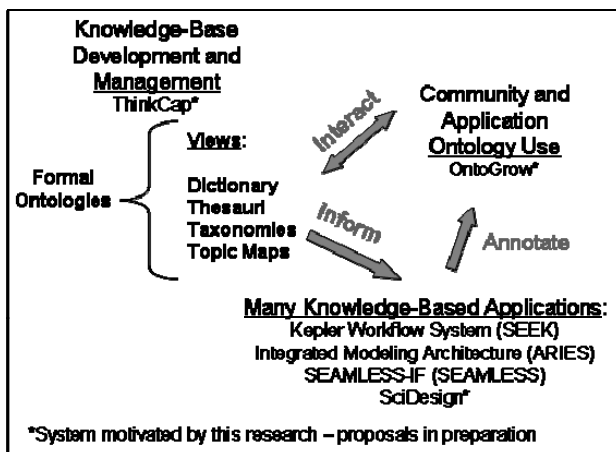 Knowledge-Base
Development and
Management
ThinkCap*
Formal
Ontologies
Views:
Dictionary
Thesauri
Taxonomies
Topic Maps
Interact
Inform
Community and
Application
Ontology Use
OntoGrow*
Annotate
Many Knowledge-Based Applications:
Kepler Workflow System (SEEK)
Integrated Modeling Architecture (ARIES)
SEAMLESS-IF (SEAMLESS)
SciDesign*
*System motivated by this research – proposals in preparation